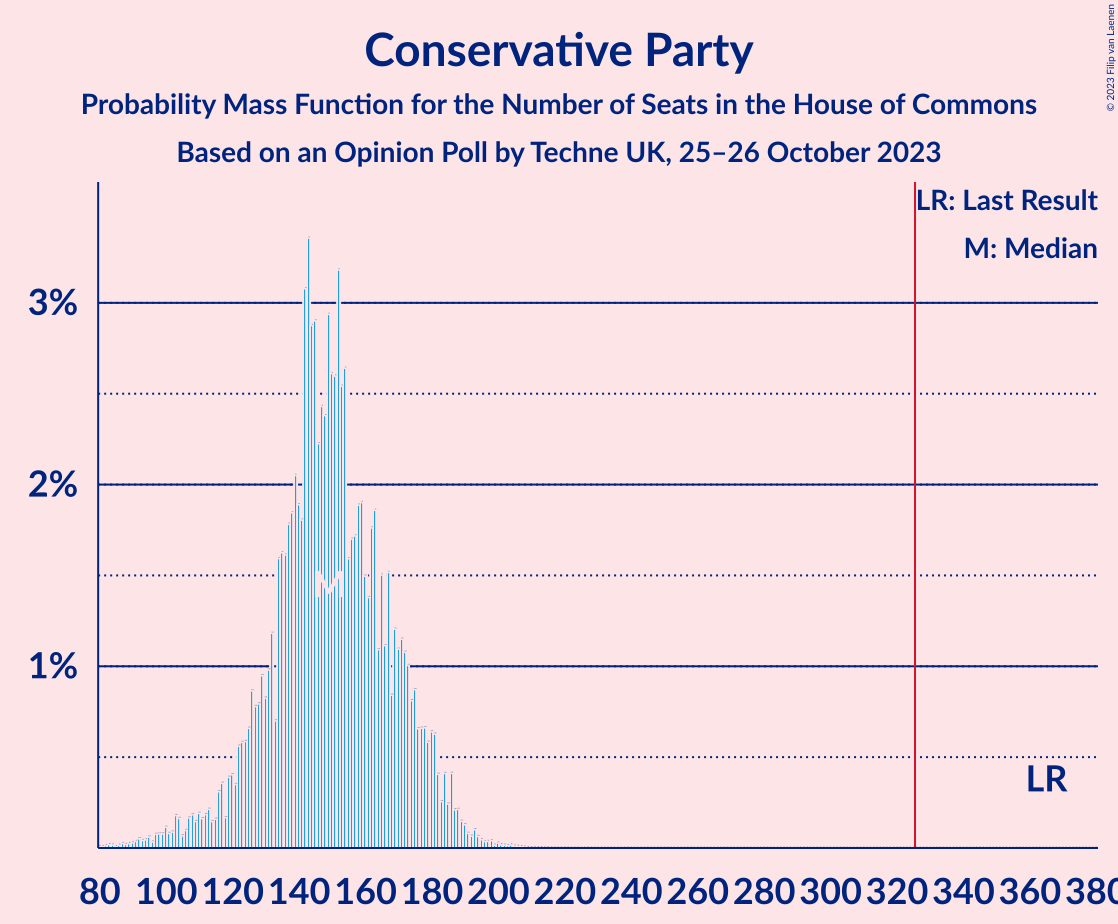 Conservative Party
Probability Mass Function for the Number of Seats in the House of Commons
Based on an Opinion Poll by Techne UK, 25–26 October 2023
© 2023 Filip van Laenen
LR: Last Result
M: Median
3%
2%
1%
M
LR
80 100 120 140 160 180 200 220 240 260 280 300 320 340 360 380